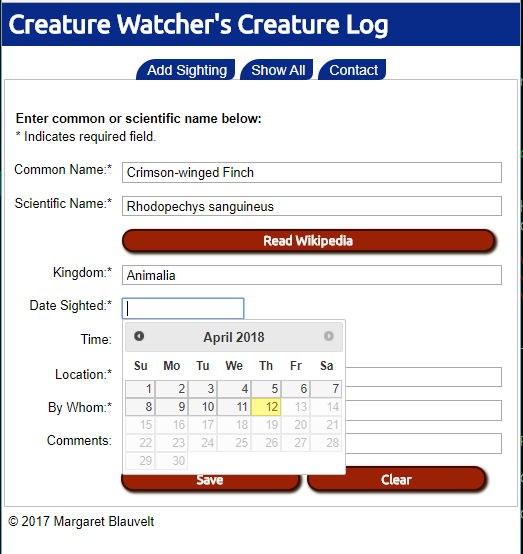 Creature Watcher's Creature Log
Add Sighting Show All Contact
Enter common or scientific name below:
* Indicates required field.
Common Name:* Crimson-winged Finch
Scientific Name:* Rhodopechys sanguineus
Read Wikipedia
Kingdom:* Animalia
Date Sighted:*
Time:
Location:*
By Whom:*
Comments:
April 2018
Su Mo Tu We Th Fr Sa
1 2 3 4 5 6 7
8 9 10 11 12 13 14
15 16 17 18 19 20 21
22 23 24 25 26 27 28
29 30
Save Clear
© 2017 Margaret Blauvelt